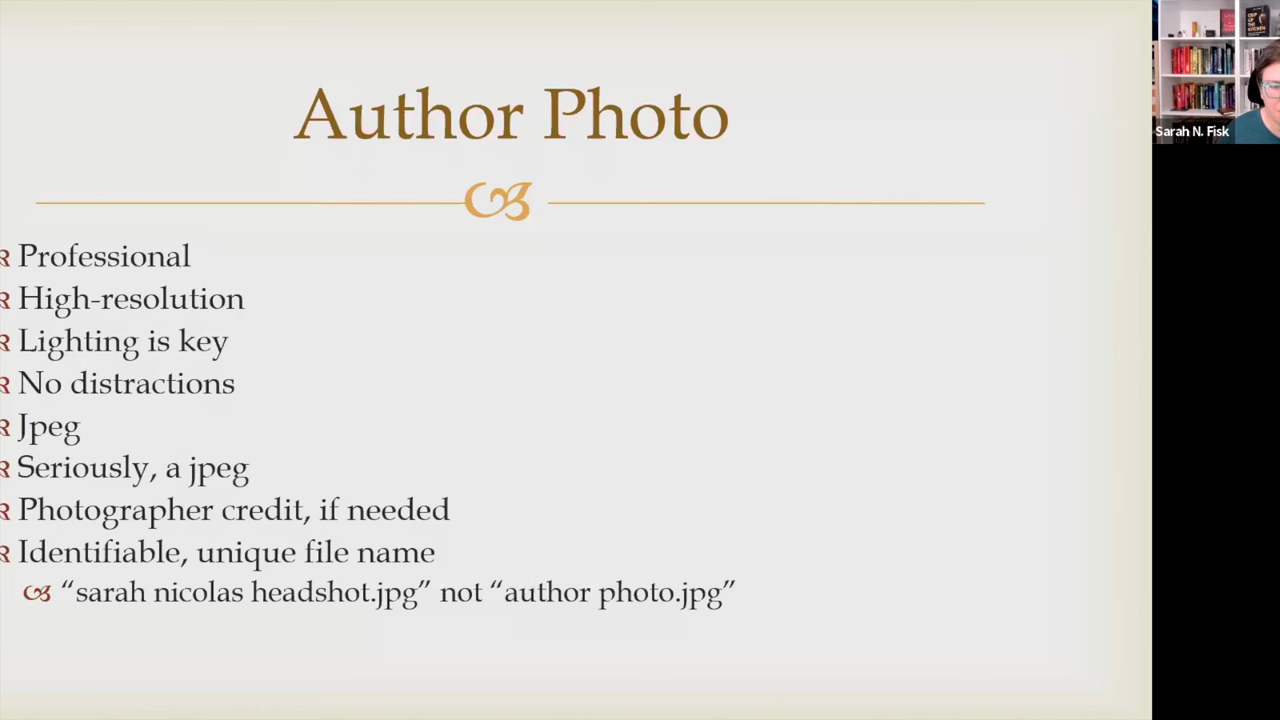 Author Photo
Professional
High-resolution
Lighting is key
No distractions
Jpeg
Seriously, a jpeg
Photographer credit, if needed
Identifiable, unique file name
“sarah nicolas headshot.jpg” not “author photo.jpg”
Sarah N. Fisk